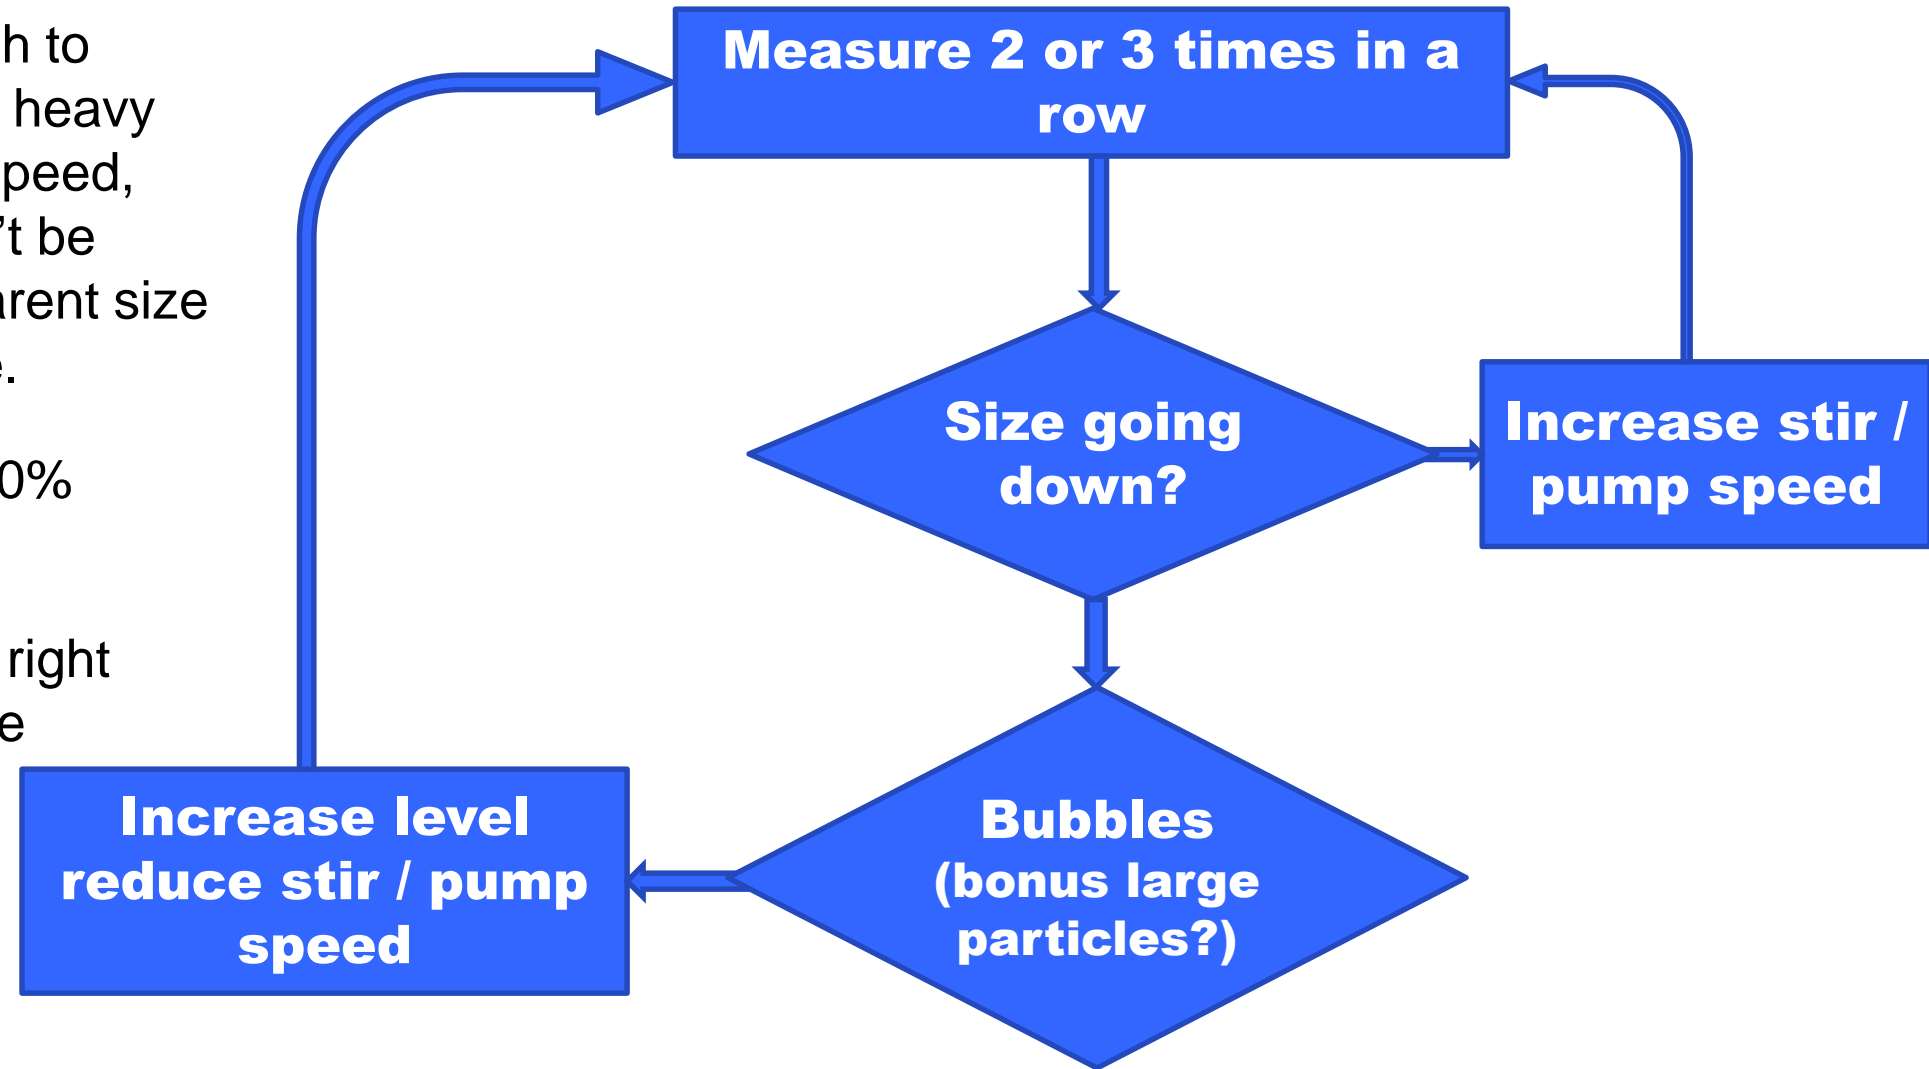 h to
heavy
peed,
’t be
arent size
e.
0%
right
e
Measure 2 or 3 times in a
row
Size going
down?
Increase stir /
pump speed
Bubbles
(bonus large
particles?)
Increase level
reduce stir / pump
speed